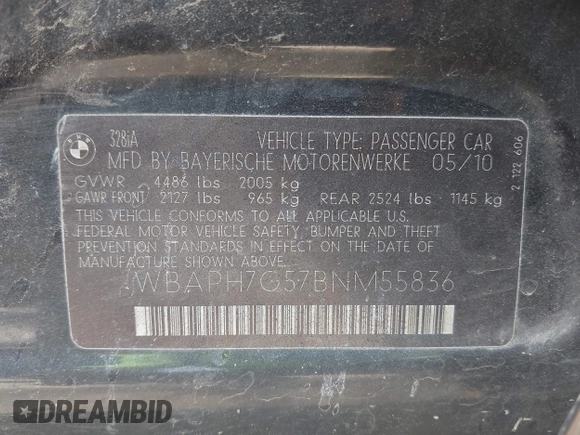 BMW
328iA
VEHICLE TYPE: PASSENGER CAR
MFD BY BAYERISCHE MOTORENWERKE 05/10
GVWR 4486 lbs 2005 kg
GAWR FRONT 2127 lbs 965 kg REAR 2524 lbs 1145 kg
THIS VEHICLE CONFORMS TO ALL APPLICABLE U.S.
FEDERAL MOTOR VEHICLE SAFETY, BUMPER AND THEFT
PREVENTION STANDARDS IN EFFECT ON THE DATE OF
MANUFACTURE SHOWN ABOVE.
WBAPH7G57BNM55836
2 122 606
DREAMBID